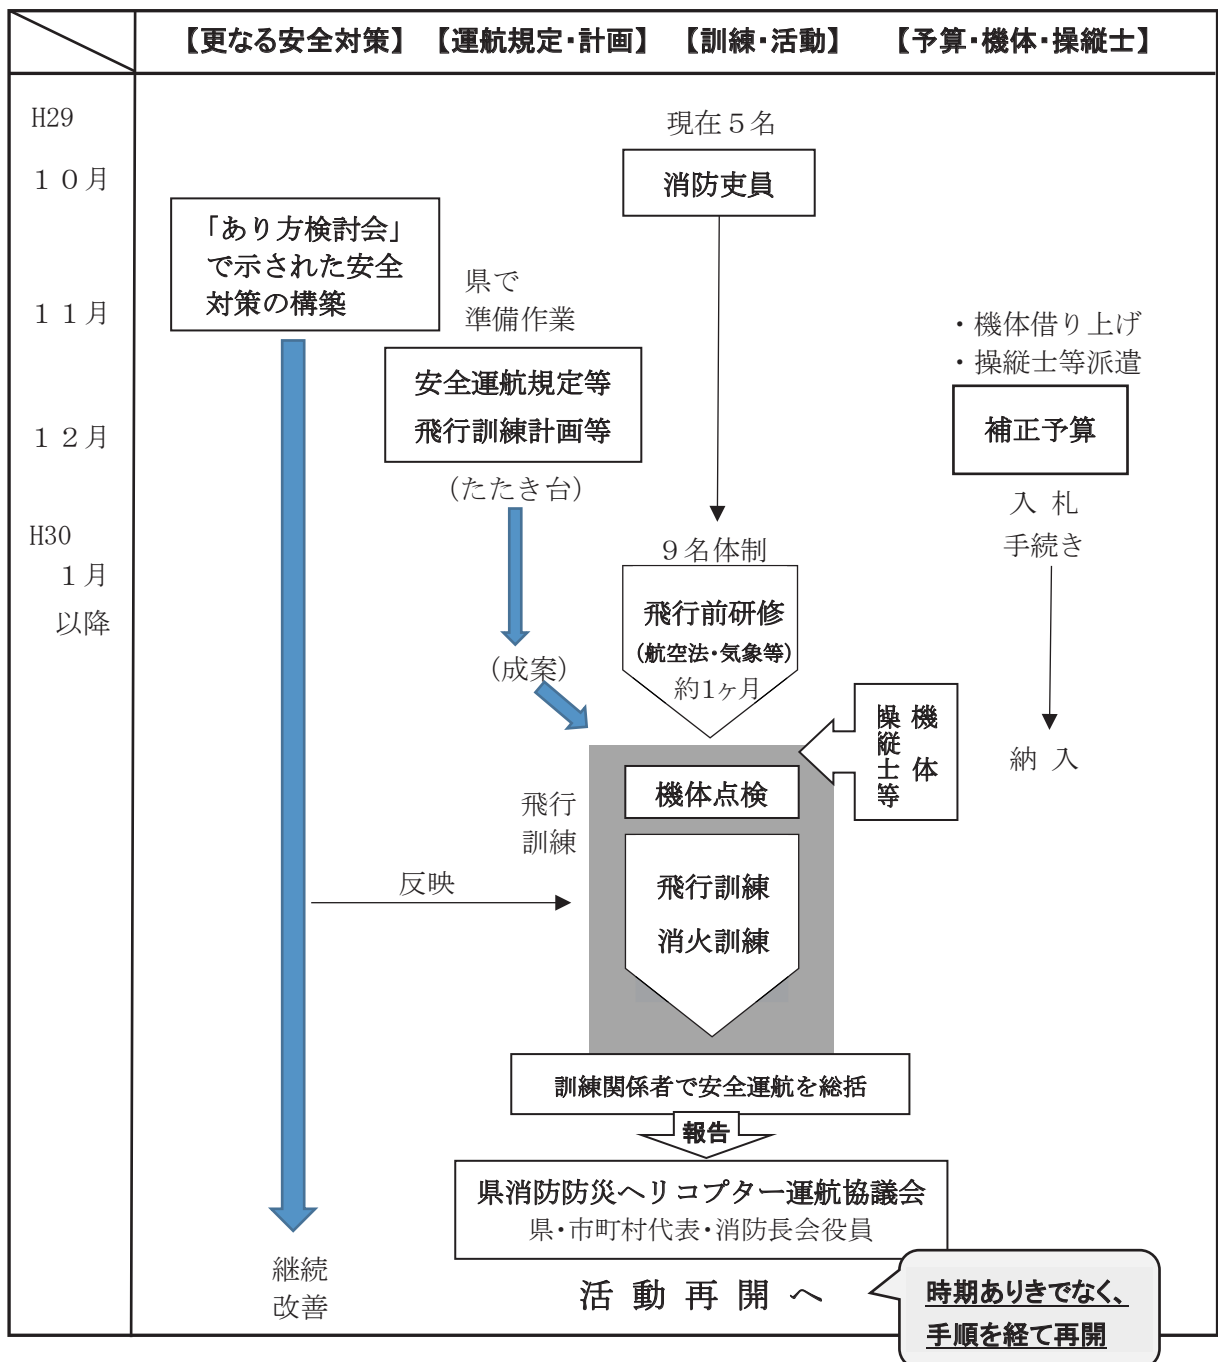 【更なる安全対策】 【運航規定・計画】 【訓練・活動】 【予算・機体・操縦士】
H29
１０月
１１月
１２月
H30
１月
以降
「あり方検討会」
で示された安全
対策の構築
継続
改善
県で
準備作業
安全運航規定等
飛行訓練計画等
(たたき台)
(成案)
現在５名
消防吏員
９名体制
飛行前研修
(航空法・気象等)
約1ヶ月
・機体借り上げ
・操縦士等派遣
補正予算
入 札
手続き
納 入
機 体
操縦士等
飛行
訓練
機体点検
反映
飛行訓練
消火訓練
訓練関係者で安全運航を総括
報告
県消防防災ヘリコプター運航協議会
県・市町村代表・消防長会役員
活 動 再 開 へ
時期ありきでなく、
手順を経て再開